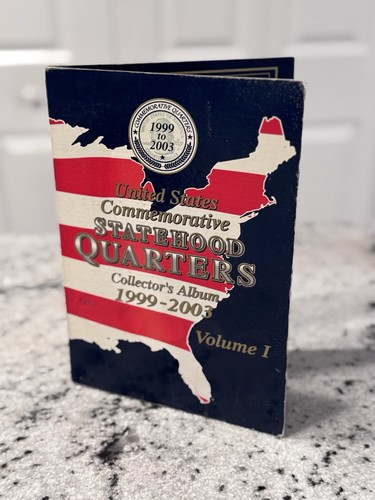 COMMEMORATIVE QUARTERS
1999
to
2003
United States
Commemorative
STATEHOOD
QUARTERS
Collector's Album
1999-2003
Volume I